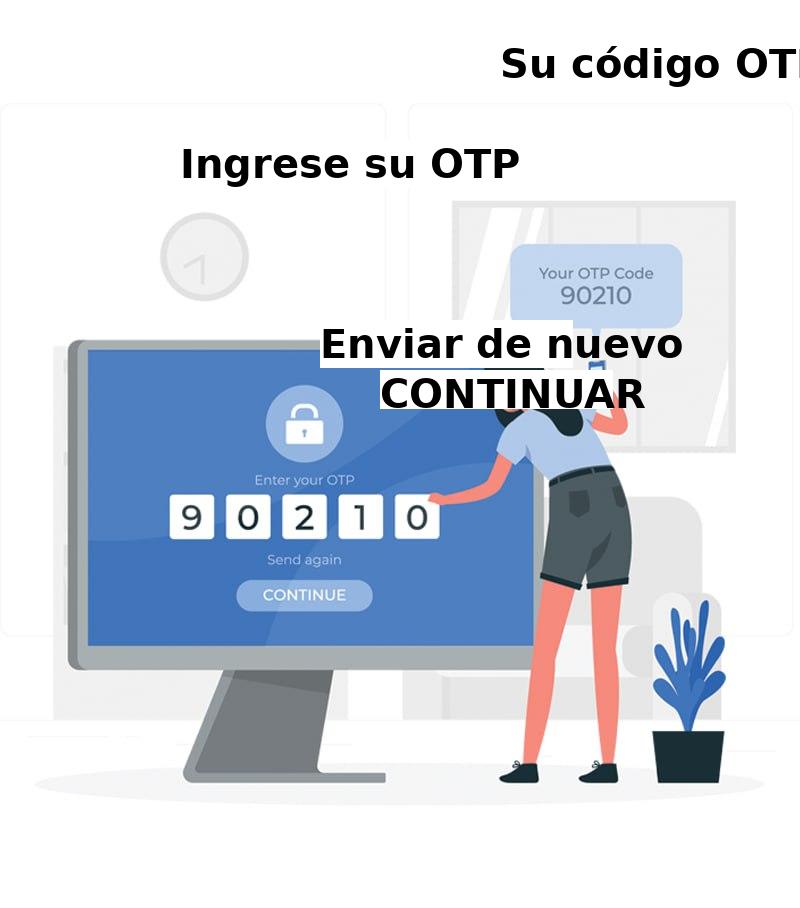 Su código OT
Ingrese su OTP
Your OTP Code
90210
Enviar de nuevo
CONTINUAR
Enter your OTP
9 0 2 1 0
Send again
CONTINUE